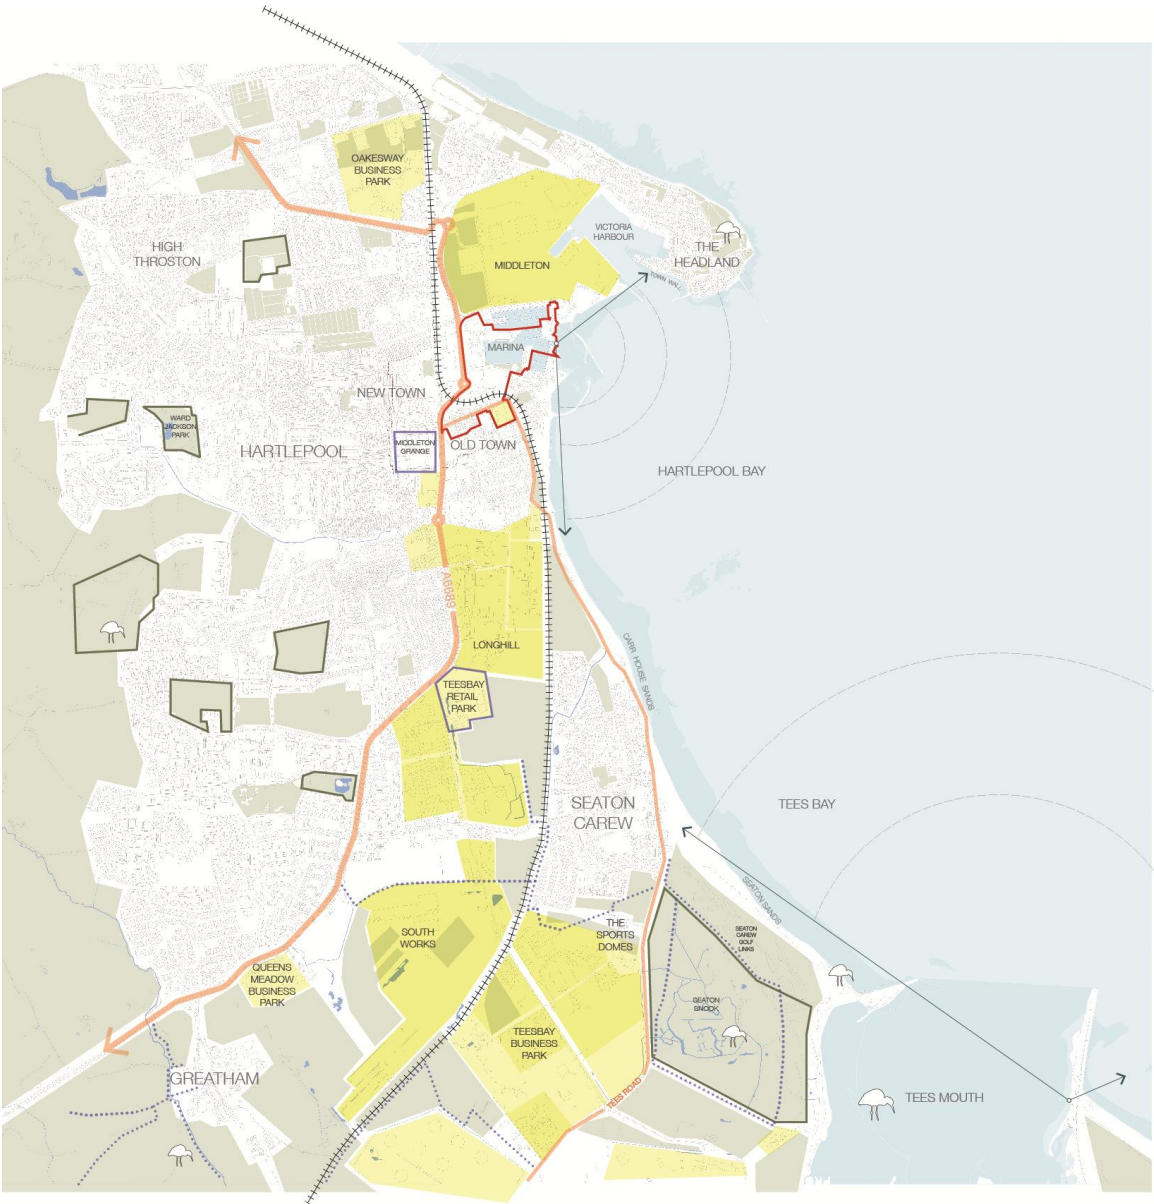 OAKESWAY
BUSINESS
PARK
VICTORIA
HARBOUR
HIGH
THROSTON
THE
HEADLAND
MIDDLETON
TOWN WALL
MARINA
NEW TOWN
WARD
JACKSON
PARK
HARTLEPOOL
MIDDLETON
GRANGE
OLD TOWN
HARTLEPOOL BAY
A6689
LONGHILL
CARR HOUSE SANDS
TEESBAY
RETAIL
PARK
SEATON
CAREW
TEES BAY
SEATON SANDS
SOUTH
WORKS
THE
SPORTS
DOMES
SEATON
CAREW
GOLF
LINKS
QUEENS
MEADOW
BUSINESS
PARK
SEATON
SNOOK
TEESBAY
BUSINESS
PARK
GREATHAM
TEES ROAD
TEES MOUTH